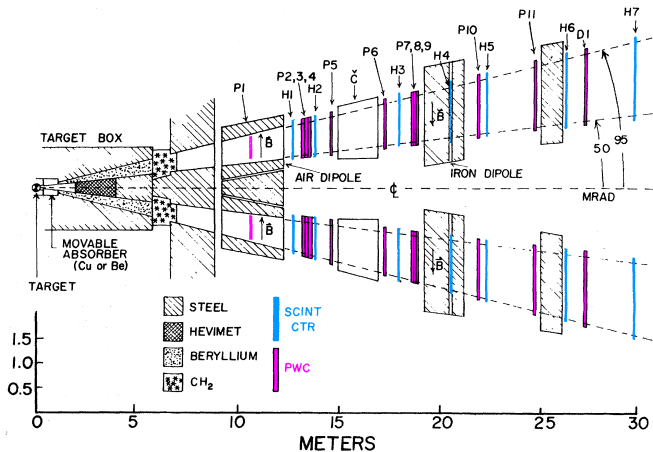 H7
P11
H6 D1
P10
P7,8,9 H4 H5
P6
H3
Č
P5
P2,3,4
H2
P1
H1
TARGET BOX
B⃗
B⃗
50
95
AIR DIPOLE
IRON DIPOLE
℄
MRAD
B⃗
B⃗
MOVABLE
ABSORBER
(Cu or Be)
TARGET
STEEL
HEVIMET
BERYLLIUM
CH₂
SCINT
CTR
PWC
1.5
1.0
0.5
0 5 10 15 20 25 30
METERS